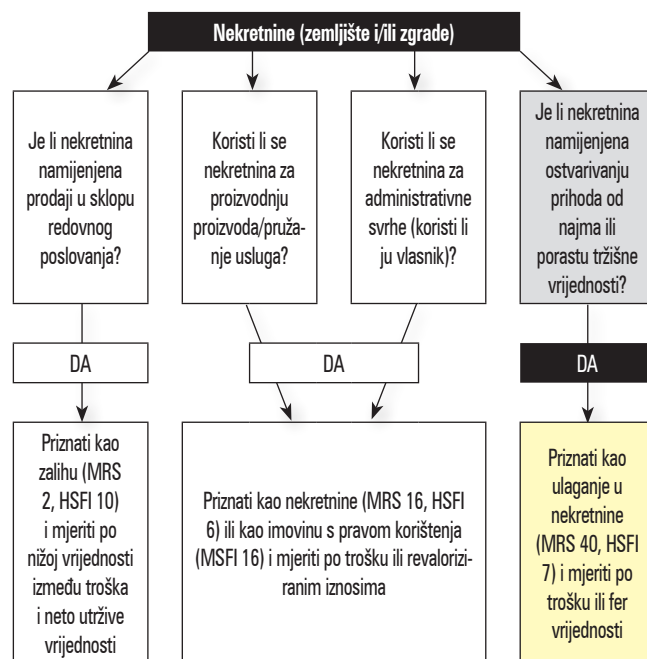 Nekretnine (zemljište i/ili zgrade)
Je li nekretnina
namijenjena
prodaji u sklopu
redovnog
poslovanja?
Koristi li se
nekretnina za
proizvodnju
proizvoda/pruža-
nje usluga?
Koristi li se
nekretnina za
administrativne
svrhe (koristi li
ju vlasnik)?
Je li nekretnina
namijenjena
ostvarivanju
prihoda od
najma ili
porastu tržišne
vrijednosti?
DA
DA
DA
Priznati kao
zalihu (MRS
2, HSFI 10)
i mjeriti po
nižoj vrijednosti
između troška
i neto utržive
vrijednosti
Priznati kao nekretnine (MRS 16, HSFI
6) ili kao imovinu s pravom korištenja
(MSFI 16) i mjeriti po trošku ili revalorizi-
ranim iznosima
Priznati kao
ulaganje u
nekretnine
(MRS 40, HSFI
7) i mjeriti po
trošku ili fer
vrijednosti